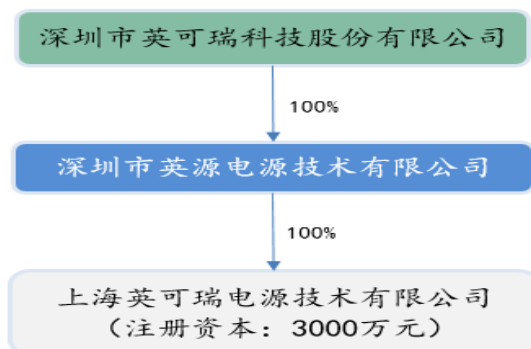 深圳市英可瑞科技股份有限公司
100%
深圳市英源电源技术有限公司
100%
上海英可瑞电源技术有限公司
（注册资本：3000万元）